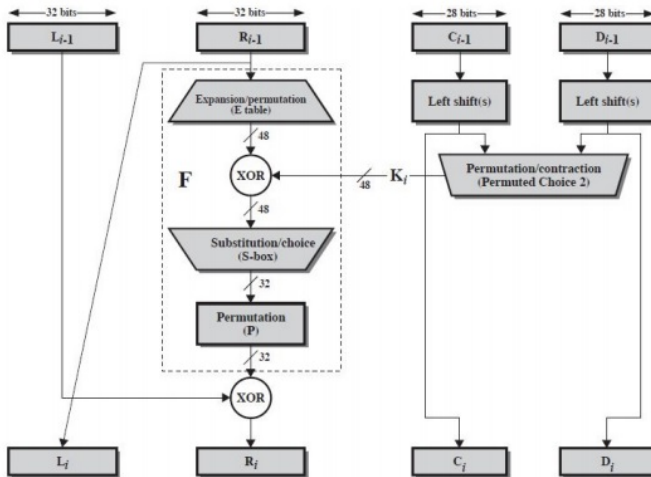 32 bits
32 bits
28 bits
28 bits
Li-1
Ri-1
Ci-1
Di-1
Expansion/permutation
(E table)
Left shift(s)
Left shift(s)
48
F
XOR
48
Ki
Permutation/contraction
(Permuted Choice 2)
48
Substitution/choice
(S-box)
32
Permutation
(P)
32
XOR
Li
Ri
Ci
Di